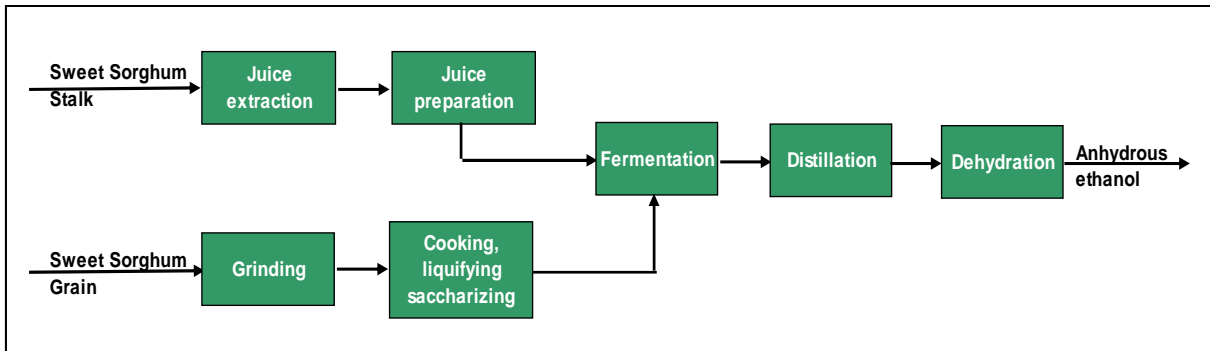 Sweet Sorghum
Stalk
Juice
extraction
Juice
preparation
Fermentation
Distillation
Dehydration
Anhydrous
ethanol
Sweet Sorghum
Grain
Grinding
Cooking,
liquifying
saccharizing